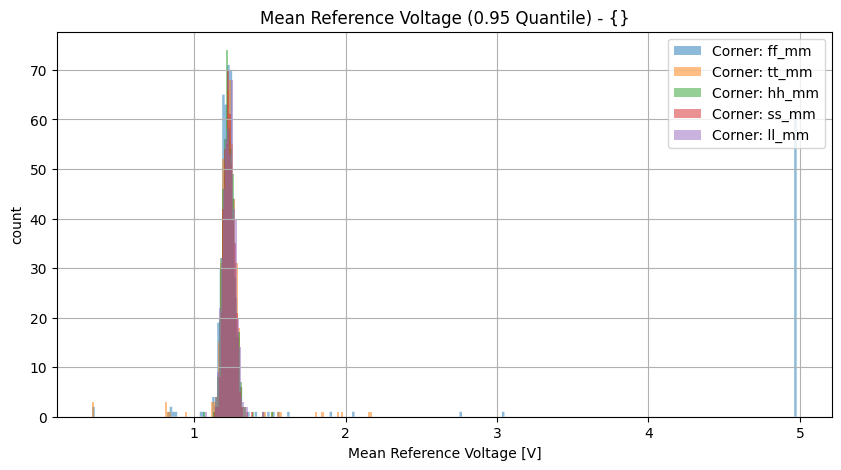 Mean Reference Voltage (0.95 Quantile) - {}
Corner: ff_mm
Corner: tt_mm
Corner: hh_mm
Corner: ss_mm
Corner: ll_mm
count
70
60
50
40
30
20
10
0
1
2
3
4
5
Mean Reference Voltage [V]